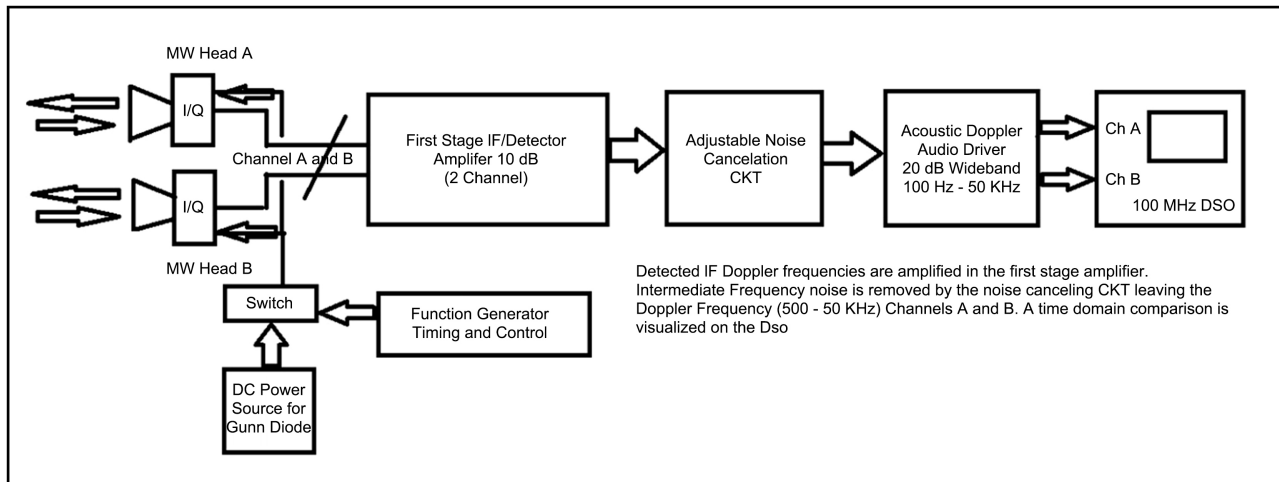 MW Head A
I/Q
Channel A and B
I/Q
MW Head B
First Stage IF/Detector
Amplifer 10 dB
(2 Channel)
Adjustable Noise
Cancelation
CKT
Acoustic Doppler
Audio Driver
20 dB Wideband
100 Hz - 50 KHz
Ch A
Ch B
100 MHz DSO
Switch
Function Generator
Timing and Control
DC Power
Source for
Gunn Diode
Detected IF Doppler frequencies are amplified in the first stage amplifier.
Intermediate Frequency noise is removed by the noise canceling CKT leaving the
Doppler Frequency (500 - 50 KHz) Channels A and B. A time domain comparison is
visualized on the Dso